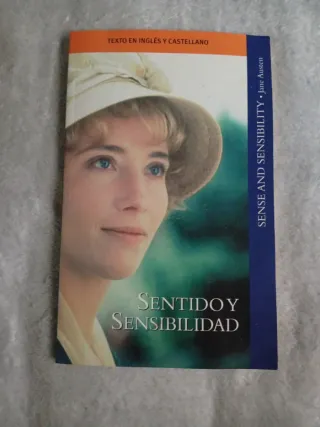 TEXTO EN INGLÉS Y CASTELLANO
SENSE AND SENSIBILITY • Jane Austen
SENTIDO Y
SENSIBILIDAD